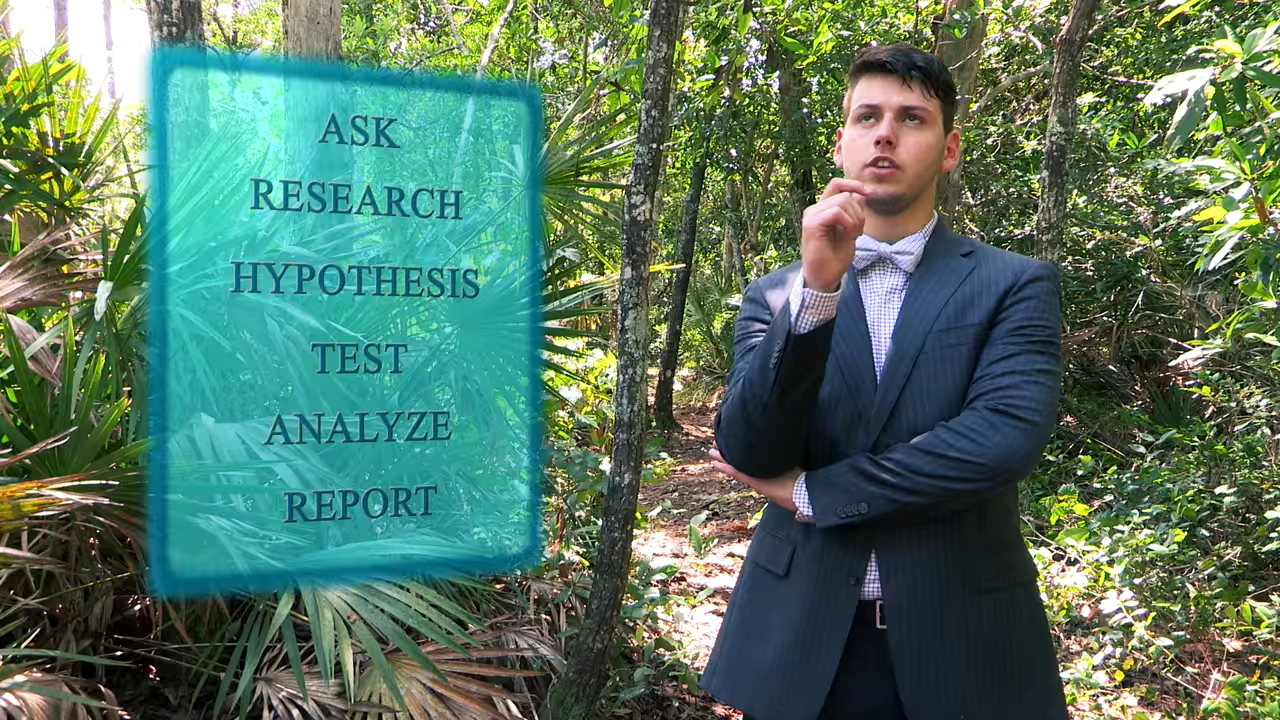 ASK
RESEARCH
HYPOTHESIS
TEST
ANALYZE
REPORT